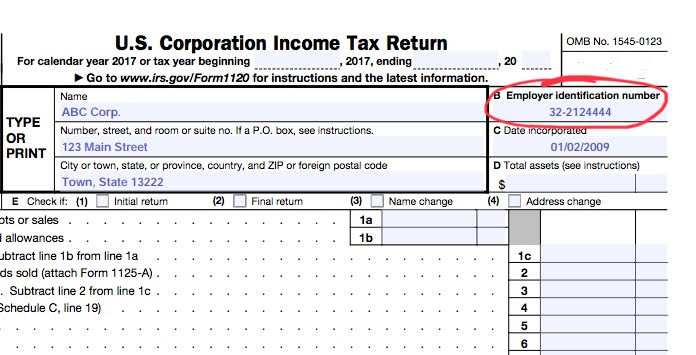 U.S. Corporation Income Tax Return
OMB No. 1545-0123
For calendar year 2017 or tax year beginning , 2017, ending , 20
▶ Go to www.irs.gov/Form1120 for instructions and the latest information.
TYPE
OR
PRINT
Name
ABC Corp.
Number, street, and room or suite no. If a P.O. box, see instructions.
123 Main Street
City or town, state, or province, country, and ZIP or foreign postal code
Town, State 13222
B Employer identification number
32-2124444
C Date incorporated
01/02/2009
D Total assets (see instructions)
$
E Check if: (1) Initial return (2) Final return (3) Name change (4) Address change
pts or sales . . . . . . . . . . . . 1a
d allowances . . . . . . . . . . . . 1b
ubtract line 1b from line 1a . . . . . . . . . . . . 1c
ds sold (attach Form 1125-A) . . . . . . . . . . . . 2
Subtract line 2 from line 1c . . . . . . . . . . . . 3
Schedule C, line 19) . . . . . . . . . . . . 4
5
6